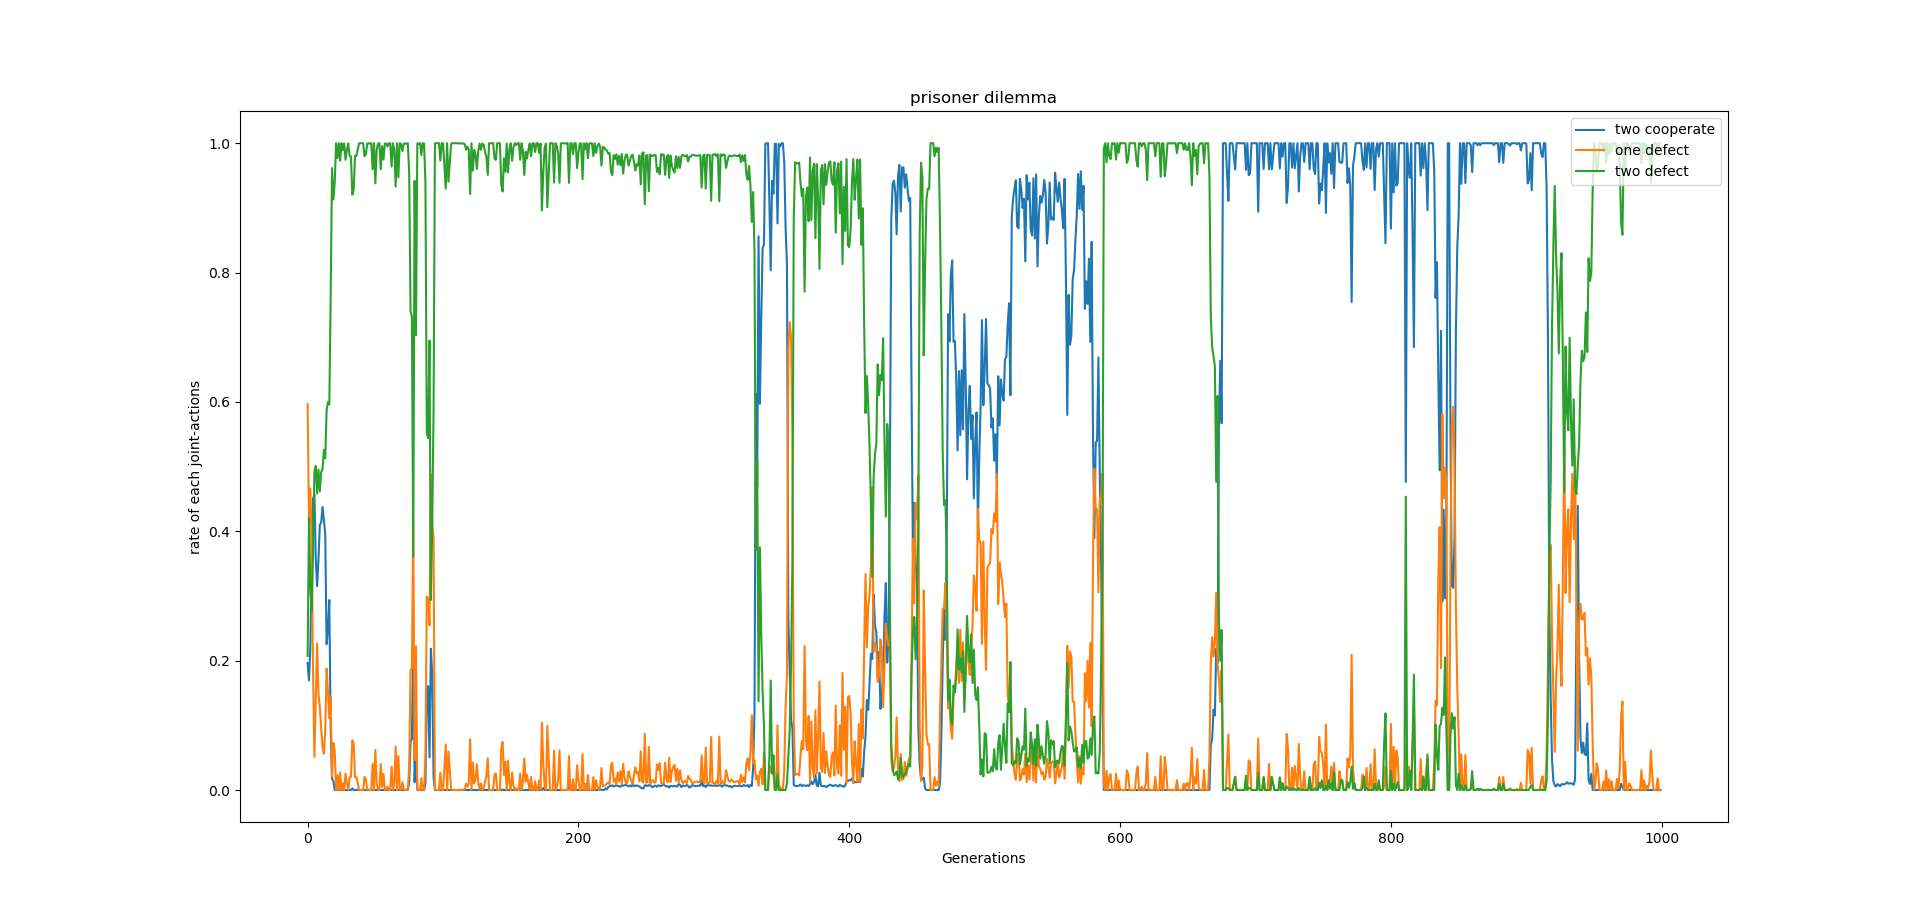 prisoner dilemma
two cooperate
one defect
two defect
1.0
0.8
0.6
0.4
0.2
0.0
rate of each joint-actions
0 200 400 600 800 1000
Generations